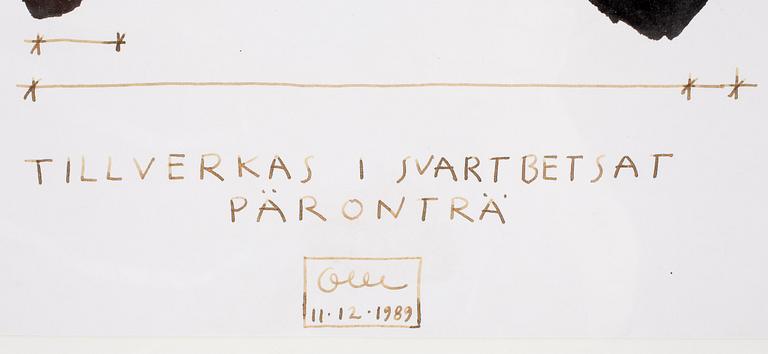 TILLVERKAS I SVARTBETSAT
PÄRONTRÄ
Olle
11·12·1989